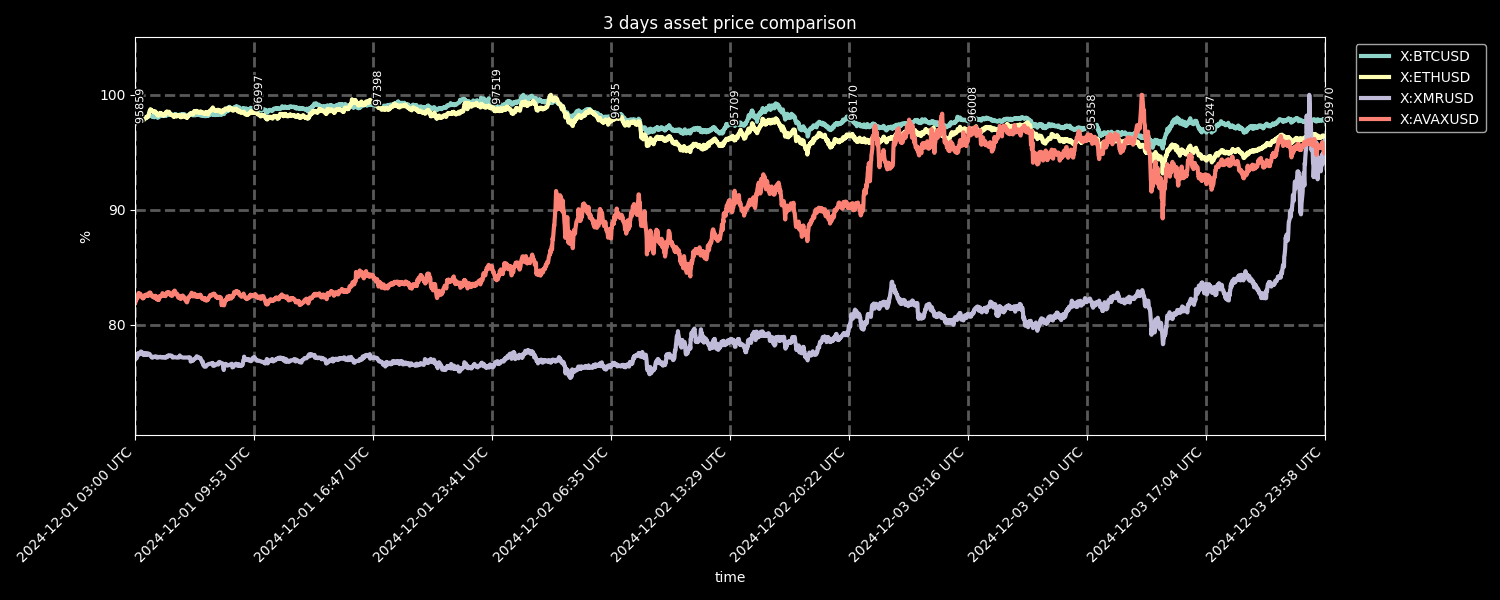 3 days asset price comparison
X:BTCUSD
X:ETHUSD
X:XMRUSD
X:AVAXUSD
100
90
80
%
95859
96997
97398
97519
96335
95709
96170
96008
95358
95247
95970
2024-12-01 03:00 UTC
2024-12-01 09:53 UTC
2024-12-01 16:47 UTC
2024-12-01 23:41 UTC
2024-12-02 06:35 UTC
2024-12-02 13:29 UTC
2024-12-02 20:22 UTC
2024-12-03 03:16 UTC
2024-12-03 10:10 UTC
2024-12-03 17:04 UTC
2024-12-03 23:58 UTC
time